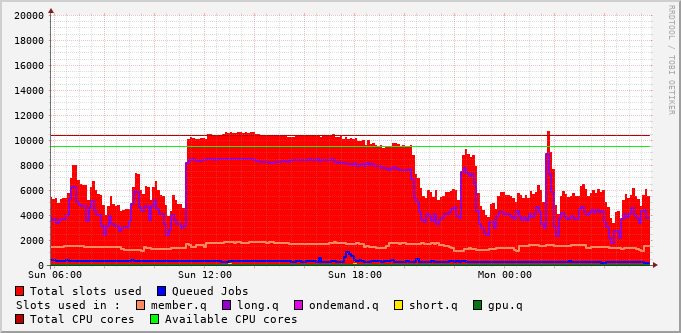 20000
18000
16000
14000
12000
10000
8000
6000
4000
2000
0
Sun 06:00 Sun 12:00 Sun 18:00 Mon 00:00
RRDTOOL / TOBI OETIKER
Total slots used Queued Jobs
Slots used in : member.q long.q ondemand.q short.q gpu.q
Total CPU cores Available CPU cores